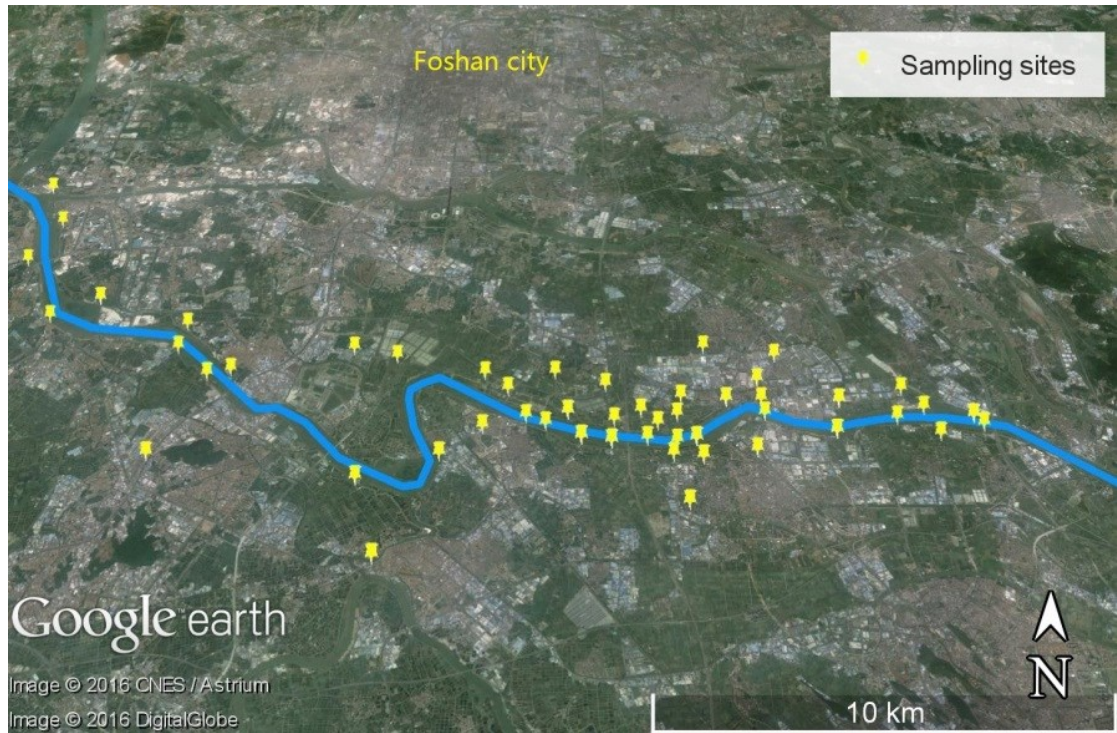 Foshan city
Sampling sites
Google earth
N
Image © 2016 CNES / Astrium
Image © 2016 DigitalGlobe
10 km